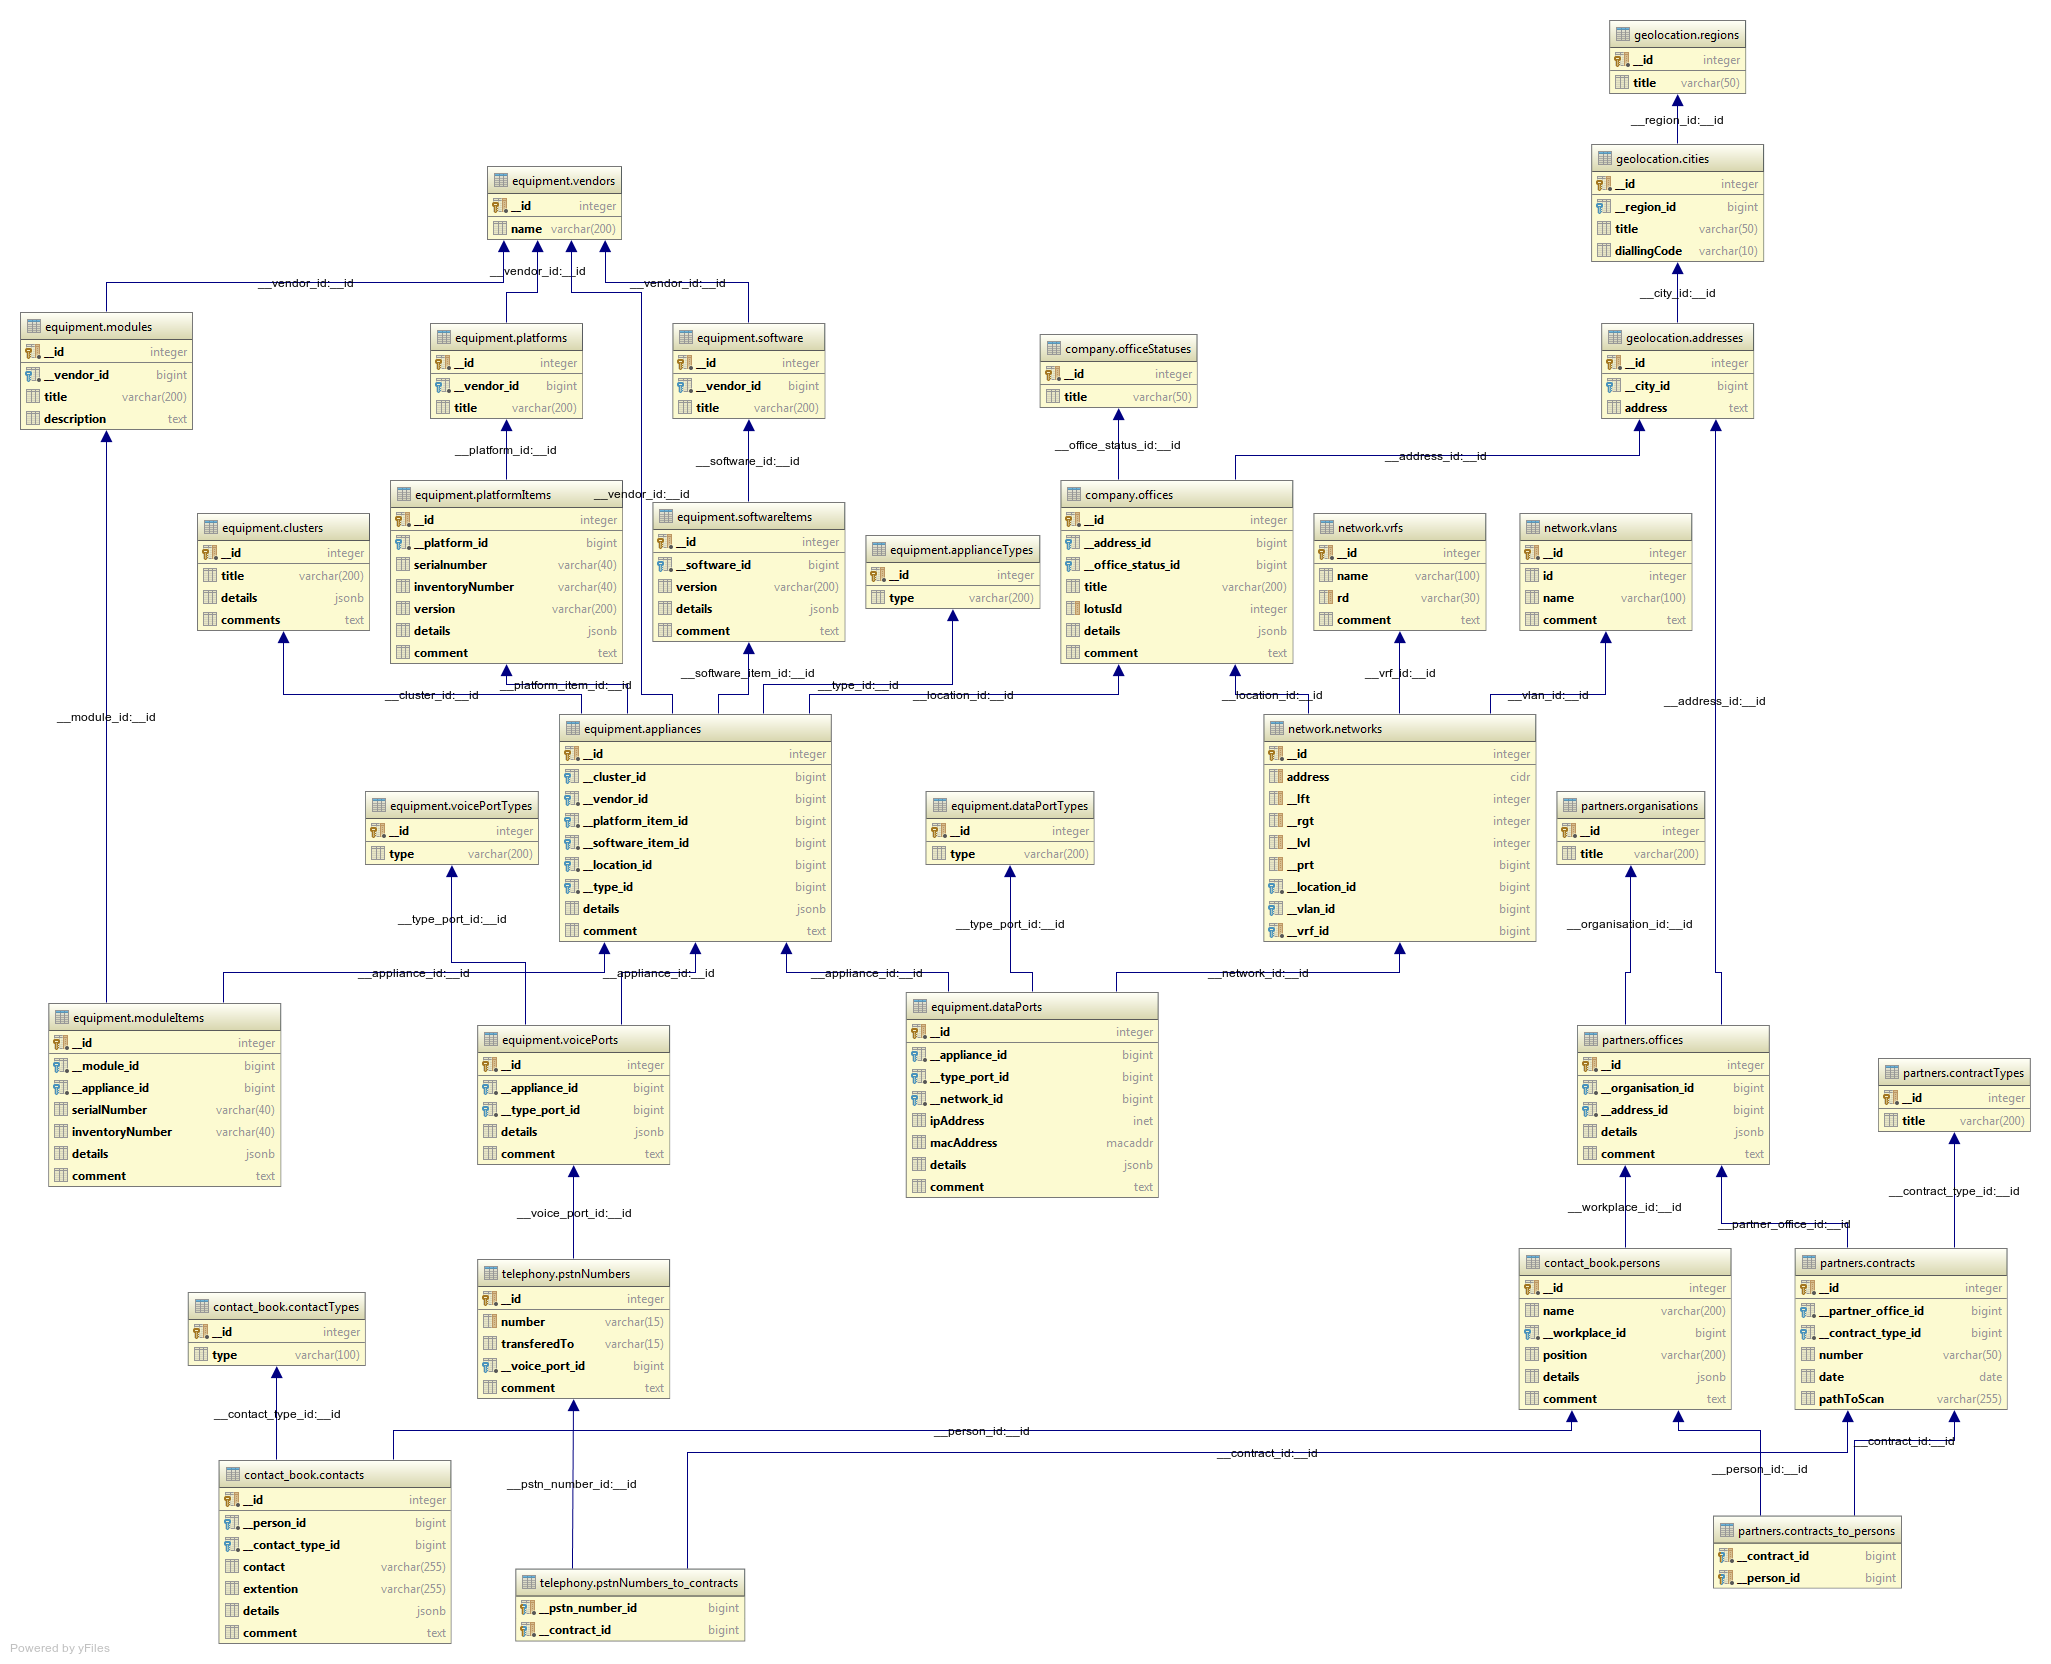 geolocation.regions
__id integer
title varchar(50)
__region_id:__id
geolocation.cities
__id integer
__region_id bigint
title varchar(50)
diallingCode varchar(10)
__city_id:__id
geolocation.addresses
__id integer
__city_id bigint
address text
equipment.vendors
__id integer
name varchar(200)
__vendor_id:__id
__vendor_id:__id
__vendor_id:__id
equipment.modules
__id integer
__vendor_id bigint
title varchar(200)
description text
equipment.platforms
__id integer
__vendor_id bigint
title varchar(200)
equipment.software
__id integer
__vendor_id bigint
title varchar(200)
company.officeStatuses
__id integer
title varchar(50)
__platform_id:__id
__software_id:__id
__office_status_id:__id
__address_id:__id
__vendor_id:__id
equipment.clusters
__id integer
title varchar(200)
details jsonb
comments text
equipment.platformItems
__id integer
__platform_id bigint
serialnumber varchar(40)
inventoryNumber varchar(40)
version varchar(200)
details jsonb
comment text
equipment.softwareItems
__id integer
__software_id bigint
version varchar(200)
details jsonb
comment text
equipment.applianceTypes
__id integer
type varchar(200)
company.offices
__id integer
__address_id bigint
__office_status_id bigint
title varchar(200)
lotusId integer
details jsonb
comment text
network.vrfs
__id integer
name varchar(100)
rd varchar(30)
comment text
network.vlans
__id integer
id integer
name varchar(100)
comment text
__cluster_id:__id
__platform_item_id:__id
__software_item_id:__id
__type_id:__id
__location_id:__id
__location_id:__id
__vrf_id:__id
__vlan_id:__id
__address_id:__id
__module_id:__id
equipment.appliances
__id integer
__cluster_id bigint
__vendor_id bigint
__platform_item_id bigint
__software_item_id bigint
__location_id bigint
__type_id bigint
details jsonb
comment text
network.networks
__id integer
address cidr
__lft integer
__rgt integer
__lvl integer
__prt bigint
__location_id bigint
__vlan_id bigint
__vrf_id bigint
equipment.voicePortTypes
__id integer
type varchar(200)
equipment.dataPortTypes
__id integer
type varchar(200)
partners.organisations
__id integer
title varchar(200)
__type_port_id:__id
__type_port_id:__id
__organisation_id:__id
__appliance_id:__id
__appliance_id:__id
__appliance_id:__id
__network_id:__id
equipment.moduleItems
__id integer
__module_id bigint
__appliance_id bigint
serialNumber varchar(40)
inventoryNumber varchar(40)
details jsonb
comment text
equipment.voicePorts
__id integer
__appliance_id bigint
__type_port_id bigint
details jsonb
comment text
equipment.dataPorts
__id integer
__appliance_id bigint
__type_port_id bigint
__network_id bigint
ipAddress inet
macAddress macaddr
details jsonb
comment text
partners.offices
__id integer
__organisation_id bigint
__address_id bigint
details jsonb
comment text
partners.contractTypes
__id integer
title varchar(200)
__voice_port_id:__id
__workplace_id:__id
__partner_office_id:__id
__contract_type_id:__id
telephony.pstnNumbers
__id integer
number varchar(15)
transferedTo varchar(15)
__voice_port_id bigint
comment text
contact_book.persons
__id integer
name varchar(200)
__workplace_id bigint
position varchar(200)
details jsonb
comment text
partners.contracts
__id integer
__partner_office_id bigint
__contract_type_id bigint
number varchar(50)
date date
pathToScan varchar(255)
contact_book.contactTypes
__id integer
type varchar(100)
__contact_type_id:__id
__person_id:__id
__contract_id:__id
__contract_id:__id
__person_id:__id
__pstn_number_id:__id
contact_book.contacts
__id integer
__person_id bigint
__contact_type_id bigint
contact varchar(255)
extention varchar(255)
details jsonb
comment text
telephony.pstnNumbers_to_contracts
__pstn_number_id bigint
__contract_id bigint
partners.contracts_to_persons
__contract_id bigint
__person_id bigint
Powered by yFiles